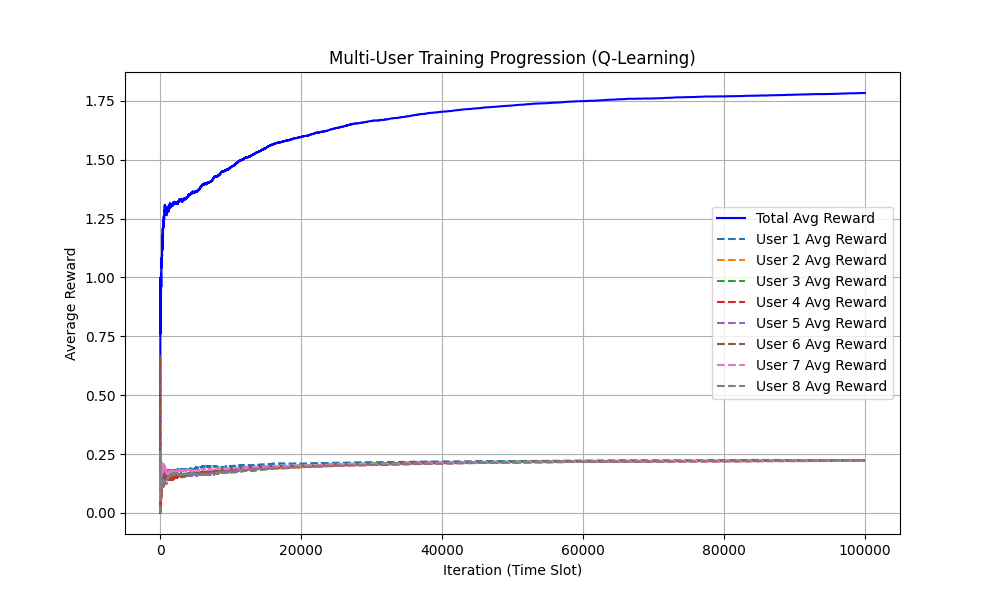 Multi-User Training Progression (Q-Learning)
Average Reward
1.75
1.50
1.25
1.00
0.75
0.50
0.25
0.00
Total Avg Reward
User 1 Avg Reward
User 2 Avg Reward
User 3 Avg Reward
User 4 Avg Reward
User 5 Avg Reward
User 6 Avg Reward
User 7 Avg Reward
User 8 Avg Reward
0 20000 40000 60000 80000 100000
Iteration (Time Slot)